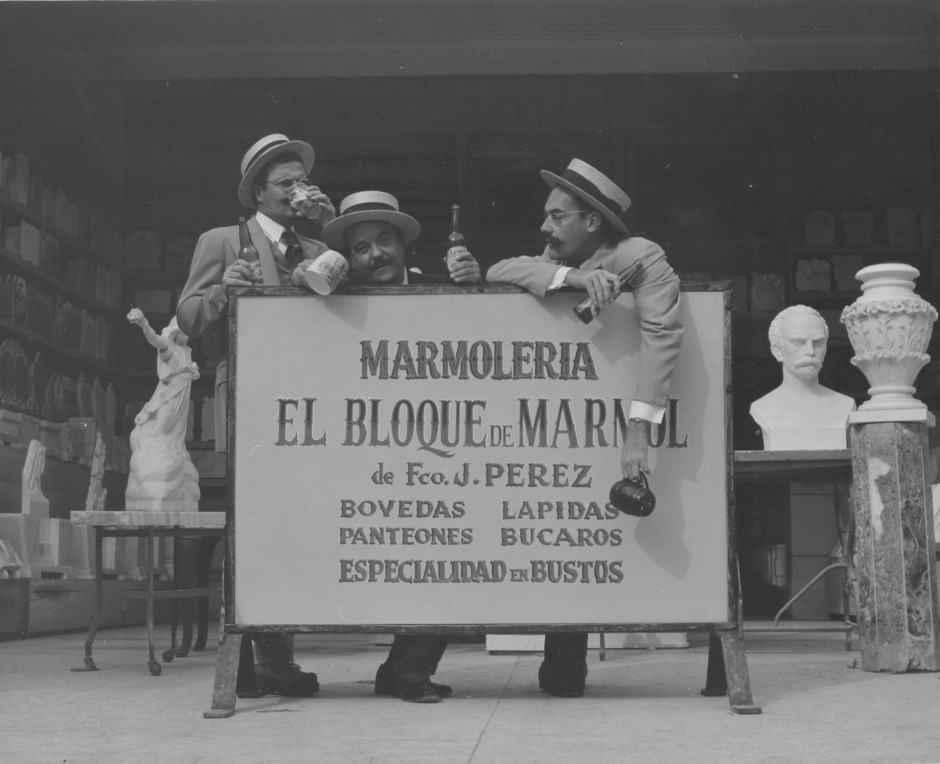 MARMOLERIA
EL BLOQUE DE MARMOL
de Fco. J. PEREZ
BOVEDAS LAPIDAS
PANTEONES BUCAROS
ESPECIALIDAD EN BUSTOS